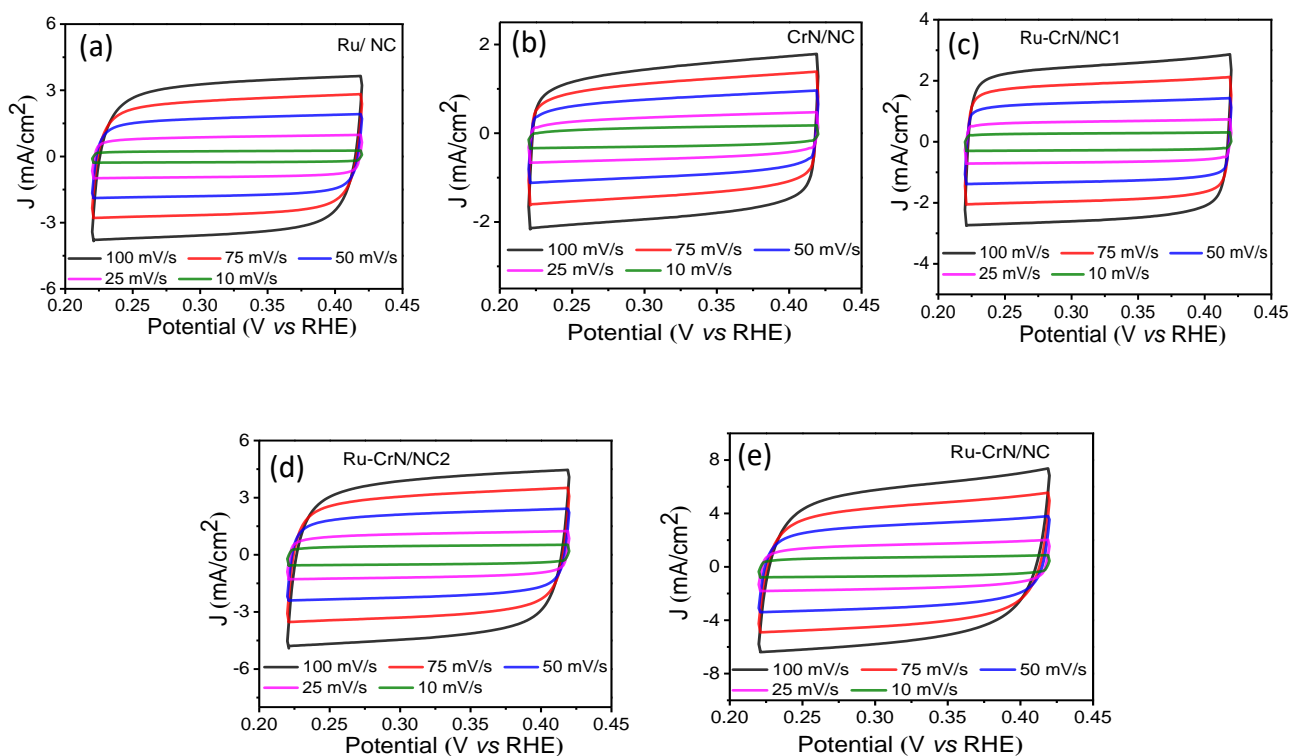 (a)
Ru/ NC
6
3
0
-3
-6
J (mA/cm2)
100 mV/s 75 mV/s 50 mV/s
25 mV/s 10 mV/s
0.20 0.25 0.30 0.35 0.40 0.45
Potential (V vs RHE)
(b)
CrN/NC
2
0
-2
J (mA/cm2)
100 mV/s 75 mV/s 50 mV/s
25 mV/s 10 mV/s
0.20 0.25 0.30 0.35 0.40 0.45
Potential (V vs RHE)
(c)
Ru-CrN/NC1
4
2
0
-2
-4
J (mA/cm2)
100 mV/s 75 mV/s 50 mV/s
25 mV/s 10 mV/s
0.20 0.25 0.30 0.35 0.40 0.45
Potential (V vs RHE)
(d)
Ru-CrN/NC2
6
3
0
-3
-6
J (mA/cm2)
100 mV/s 75 mV/s 50 mV/s
25 mV/s 10 mV/s
0.20 0.25 0.30 0.35 0.40 0.45
Potential (V vs RHE)
(e)
Ru-CrN/NC
8
4
0
-4
-8
J (mA/cm2)
100 mV/s 75 mV/s 50 mV/s
25 mV/s 10 mV/s
0.20 0.25 0.30 0.35 0.40 0.45
Potential (V vs RHE)